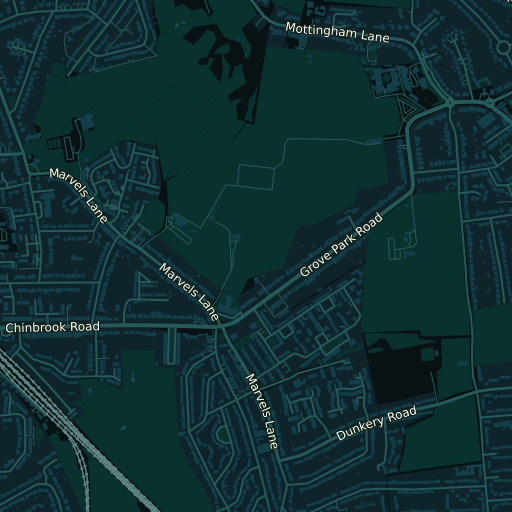 Mottingham Lane
Marvels Lane
Grove Park Road
Marvels Lane
Chinbrook Road
Marvels Lane
Dunkery Road